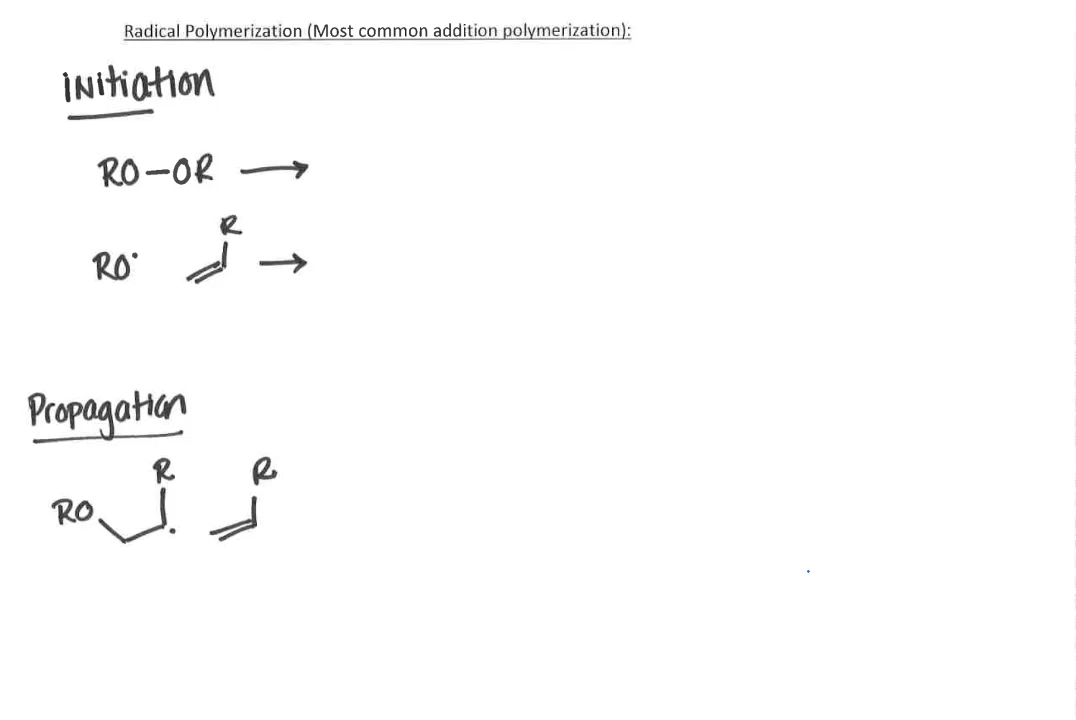 Radical Polymerization (Most common addition polymerization):
Initiation
RO-OR →
R
RO· →
Propagation
R R
RO